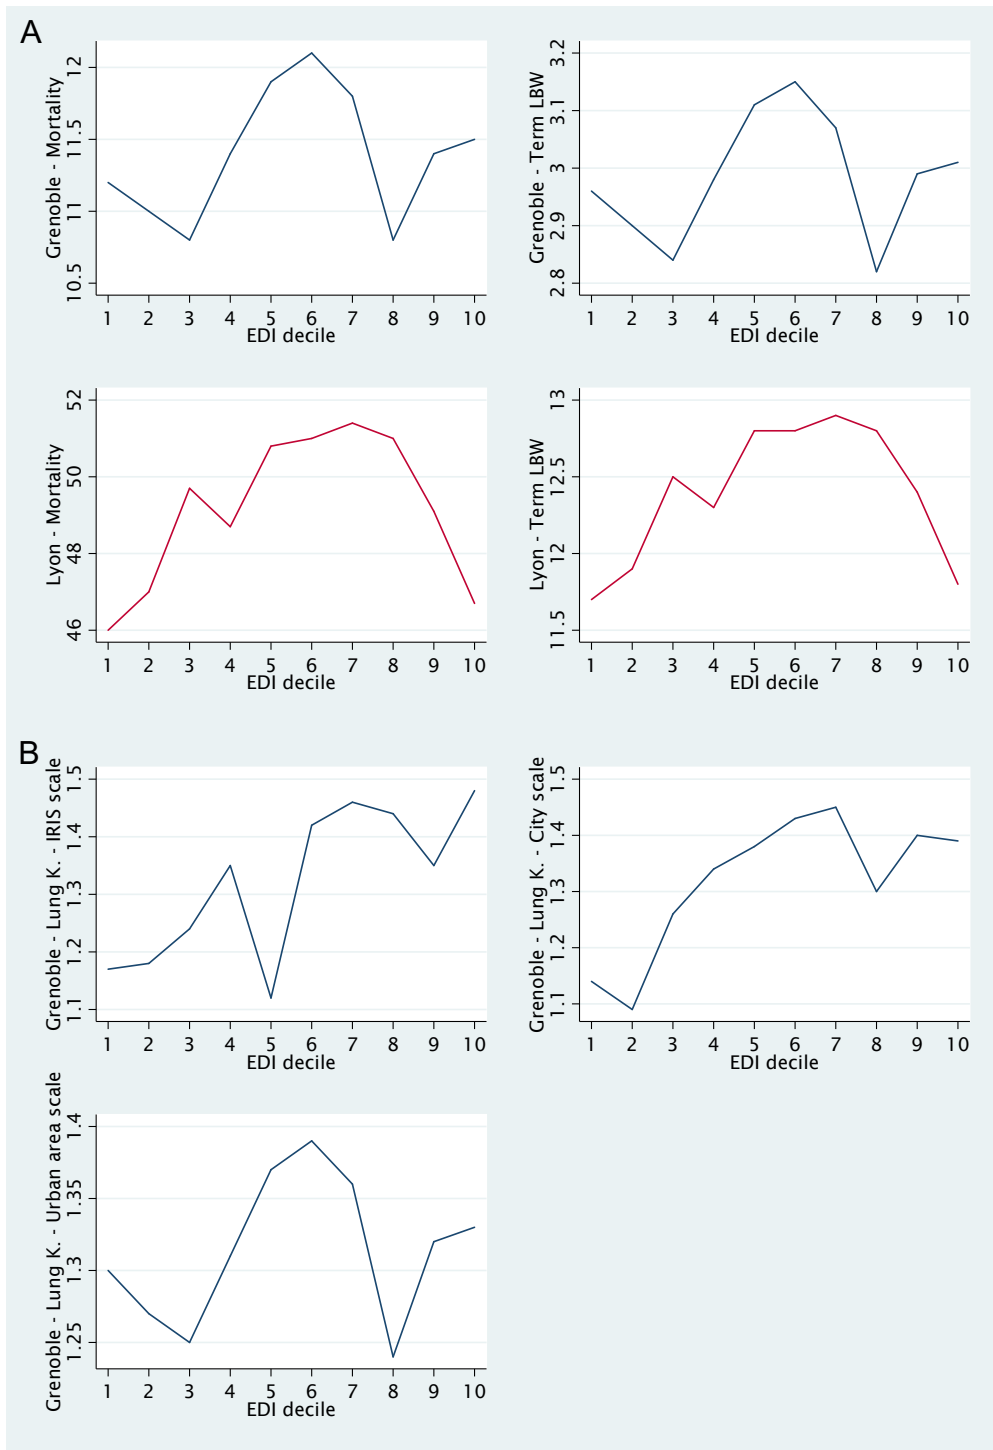 A
Grenoble - Mortality
12
11.5
11
10.5
1 2 3 4 5 6 7 8 9 10
EDI decile
Grenoble - Term LBW
3.2
3.1
3
2.9
2.8
1 2 3 4 5 6 7 8 9 10
EDI decile
Lyon - Mortality
52
50
48
46
1 2 3 4 5 6 7 8 9 10
EDI decile
Lyon - Term LBW
13
12.5
12
11.5
1 2 3 4 5 6 7 8 9 10
EDI decile
B
Grenoble - Lung K. - IRIS scale
1.5
1.4
1.3
1.2
1.1
1 2 3 4 5 6 7 8 9 10
EDI decile
Grenoble - Lung K. - City scale
1.5
1.4
1.3
1.2
1.1
1 2 3 4 5 6 7 8 9 10
EDI decile
Grenoble - Lung K. - Urban area scale
1.4
1.35
1.3
1.25
1 2 3 4 5 6 7 8 9 10
EDI decile